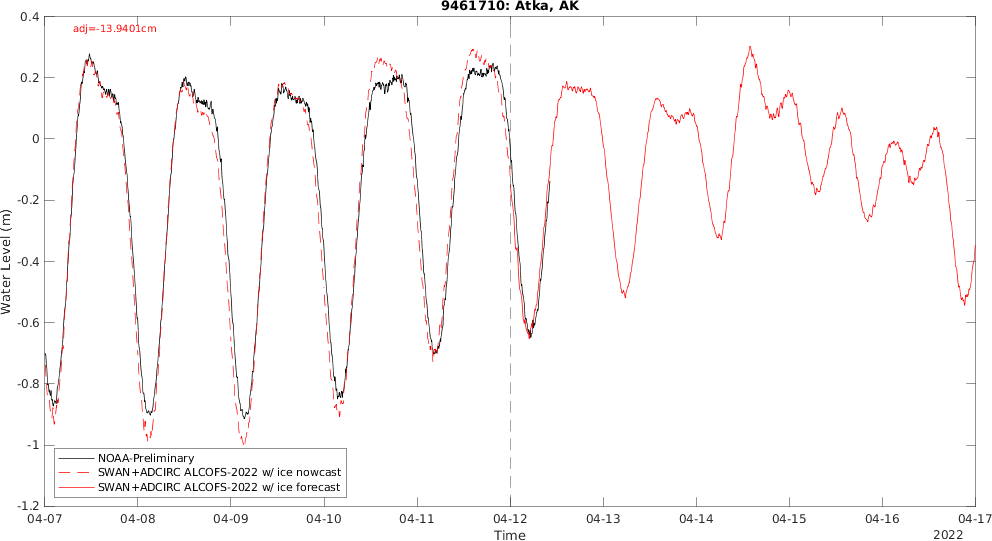 9461710: Atka, AK
adj=-13.9401cm
0.4
0.2
0
-0.2
-0.4
-0.6
-0.8
-1
-1.2
Water Level (m)
NOAA-Preliminary
SWAN+ADCIRC ALCOFS-2022 w/ ice nowcast
SWAN+ADCIRC ALCOFS-2022 w/ ice forecast
04-07 04-08 04-09 04-10 04-11 04-12 04-13 04-14 04-15 04-16 04-17
Time
2022